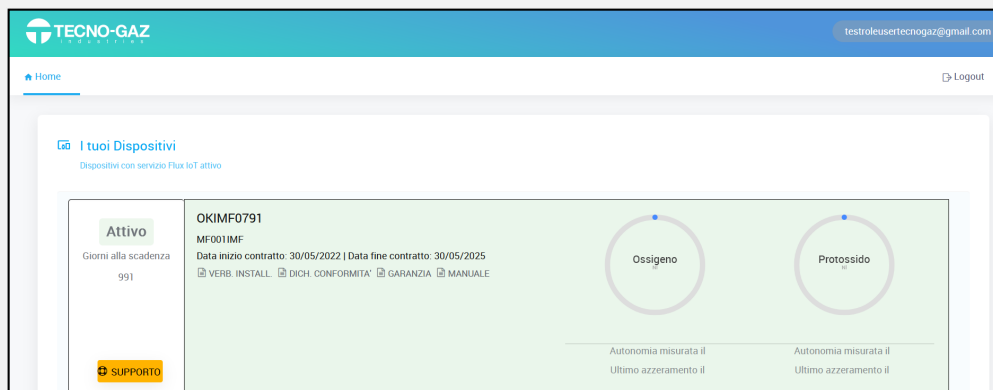 TECNO-GAZ
industries
testroleusertecnogaz@gmail.com
Home
Logout
I tuoi Dispositivi
Dispositivi con servizio Flux IoT attivo
Attivo
Giorni alla scadenza
991
SUPPORTO
OKIMF0791
MF001IMF
Data inizio contratto: 30/05/2022 | Data fine contratto: 30/05/2025
VERB. INSTALL. DICH. CONFORMITA' GARANZIA MANUALE
Ossigeno
Protossido
Autonomia misurata il
Ultimo azzeramento il
Autonomia misurata il
Ultimo azzeramento il